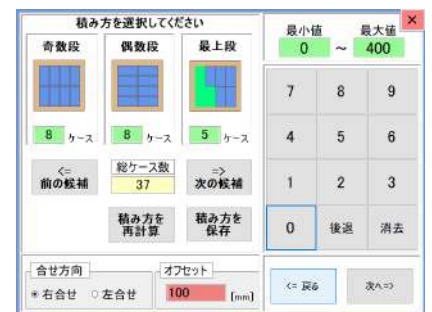 積み方を選択してください
奇数段 偶数段 最上段
8 ケース 8 ケース 5 ケース
<= 前の候補
総ケース数
37
=> 次の候補
積み方を
再計算
積み方を
保存
合せ方向
右合せ 左合せ
オフセット
100 [mm]
最小値 最大値
0 ～ 400
×
7 8 9
4 5 6
1 2 3
0 後退 消去
<= 戻る 次へ=>